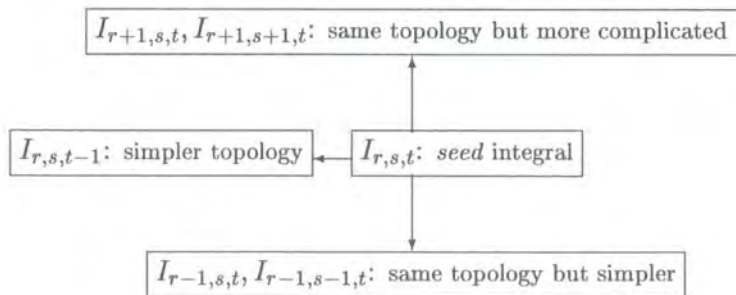 I_{r+1,s,t}, I_{r+1,s+1,t}: same topology but more complicated
I_{r,s,t-1}: simpler topology
I_{r,s,t}: seed integral
I_{r-1,s,t}, I_{r-1,s-1,t}: same topology but simpler